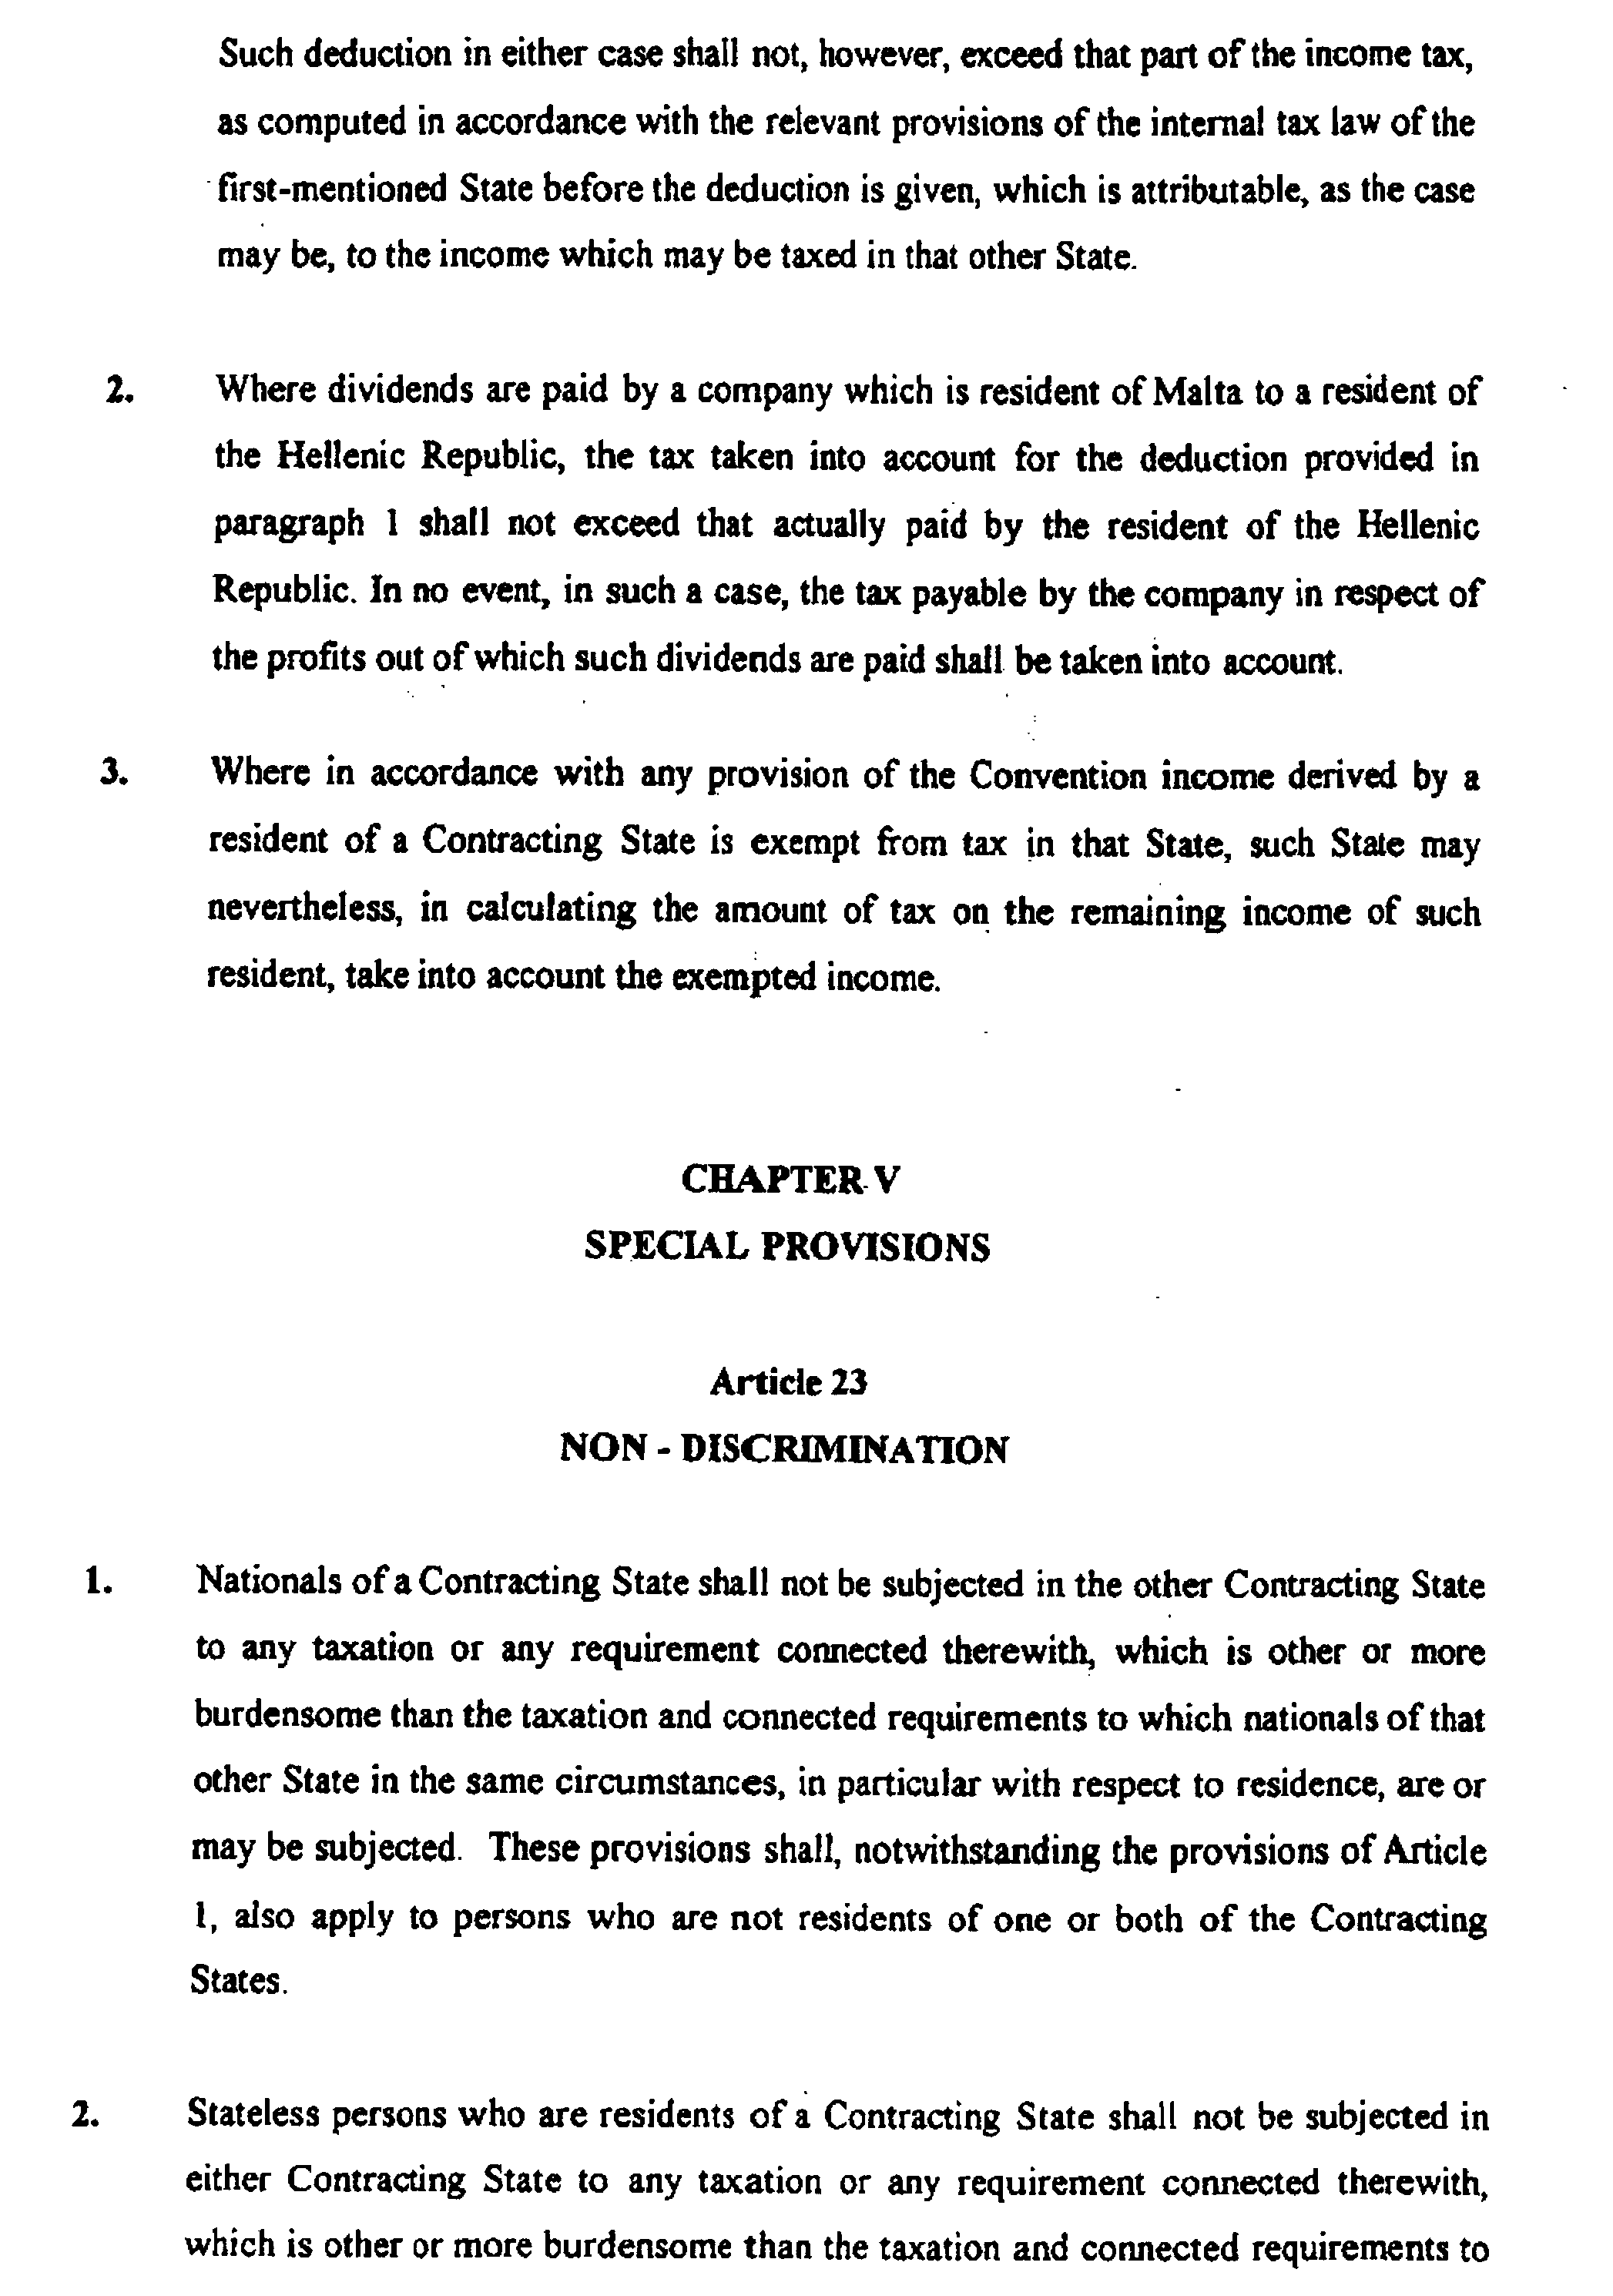 Such deduction in either case shall not, however, exceed that part of the income tax,
as computed in accordance with the relevant provisions of the internal tax law of the
first-mentioned State before the deduction is given, which is attributable, as the case
may be, to the income which may be taxed in that other State.
2. Where dividends are paid by a company which is resident of Malta to a resident of
the Hellenic Republic, the tax taken into account for the deduction provided in
paragraph 1 shall not exceed that actually paid by the resident of the Hellenic
Republic. In no event, in such a case, the tax payable by the company in respect of
the profits out of which such dividends are paid shall be taken into account.
3. Where in accordance with any provision of the Convention income derived by a
resident of a Contracting State is exempt from tax in that State, such State may
nevertheless, in calculating the amount of tax on the remaining income of such
resident, take into account the exempted income.
CHAPTER V
SPECIAL PROVISIONS
Article 23
NON - DISCRIMINATION
1. Nationals of a Contracting State shall not be subjected in the other Contracting State
to any taxation or any requirement connected therewith, which is other or more
burdensome than the taxation and connected requirements to which nationals of that
other State in the same circumstances, in particular with respect to residence, are or
may be subjected. These provisions shall, notwithstanding the provisions of Article
1, also apply to persons who are not residents of one or both of the Contracting
States.
2. Stateless persons who are residents of a Contracting State shall not be subjected in
either Contracting State to any taxation or any requirement connected therewith,
which is other or more burdensome than the taxation and connected requirements to